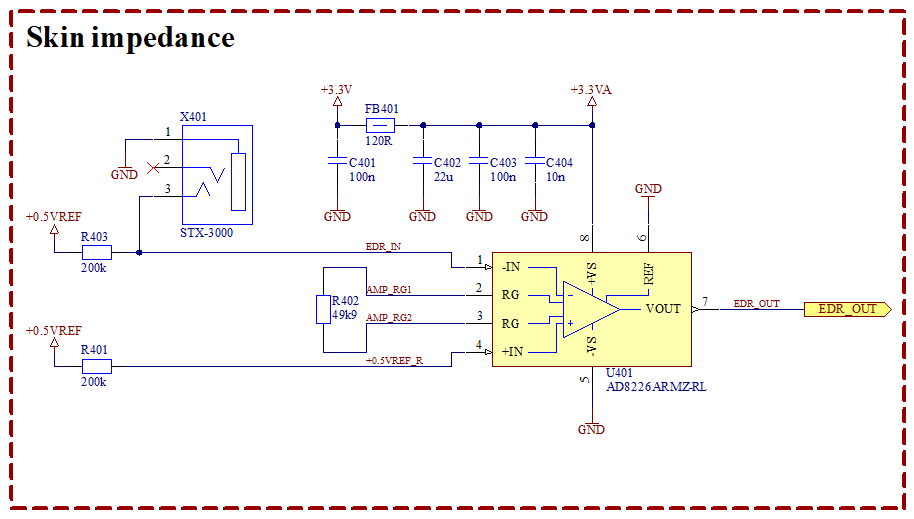 Skin impedance
+3.3V
+3.3VA
FB401
120R
X401
1
2
3
GND
STX-3000
C401
100n
C402
22u
C403
100n
C404
10n
GND
GND
GND
GND
GND
+0.5VREF
R403
200k
EDR_IN
8
6
1
-IN
+VS
REF
R402
49k9
AMP_RG1
2
RG
AMP_RG2
3
RG
-
+
VOUT
7
EDR_OUT
EDR_OUT
+0.5VREF
R401
200k
+0.5VREF_R
4
+IN
-VS
5
U401
AD8226ARMZ-RL
GND